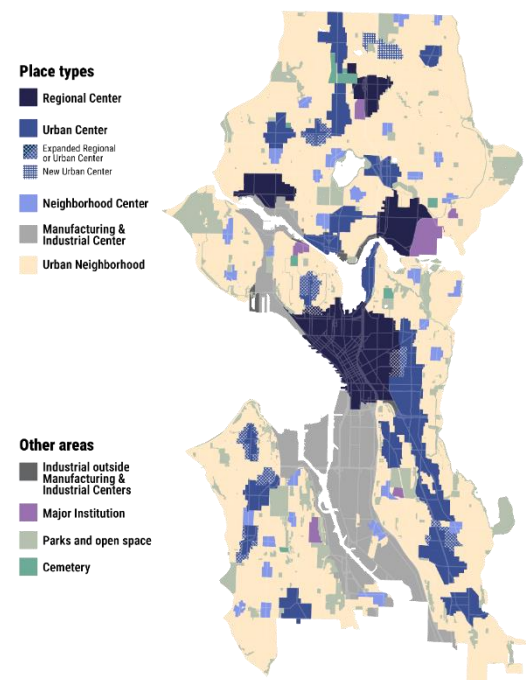 Place types
Regional Center
Urban Center
Expanded Regional
or Urban Center
New Urban Center
Neighborhood Center
Manufacturing &
Industrial Center
Urban Neighborhood
Other areas
Industrial outside
Manufacturing &
Industrial Centers
Major Institution
Parks and open space
Cemetery